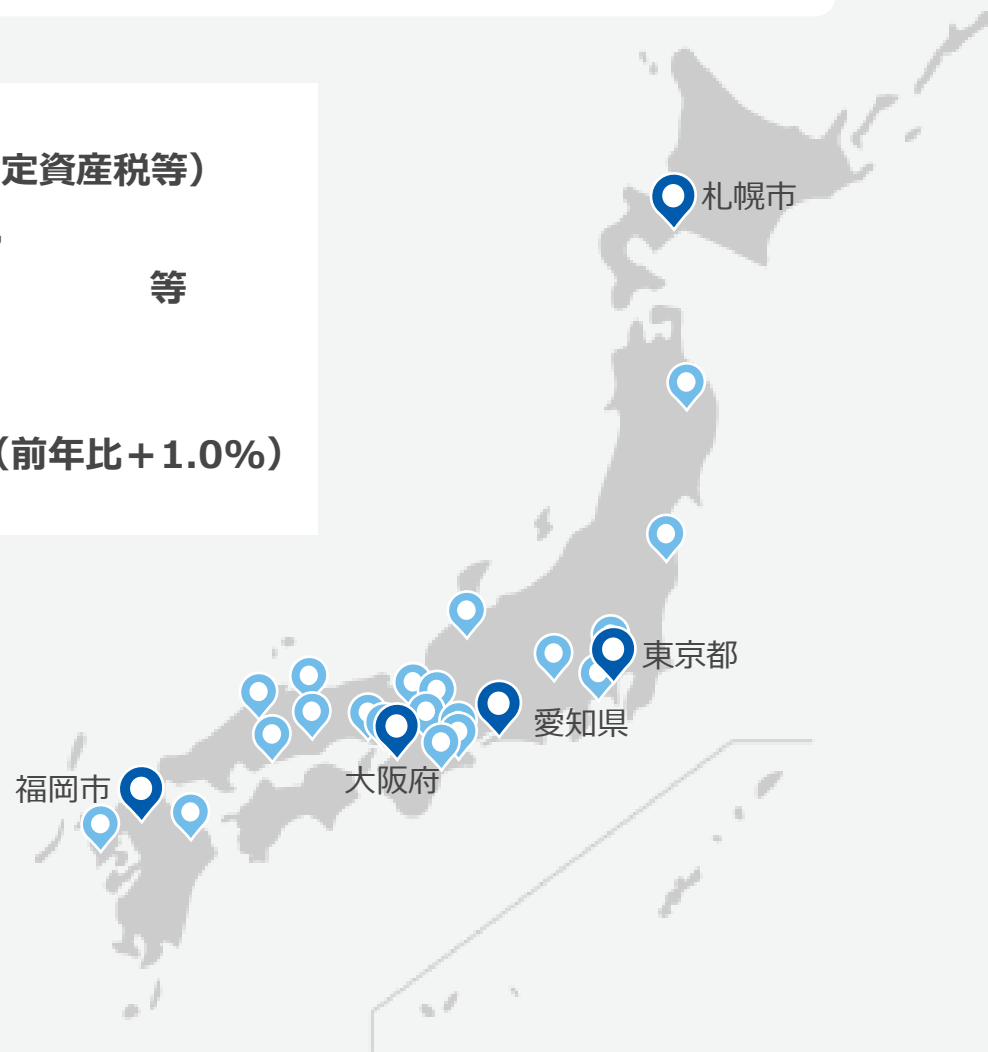 定資産税等）
等
（前年比＋1.0%）
札幌市
東京都
愛知県
大阪府
福岡市